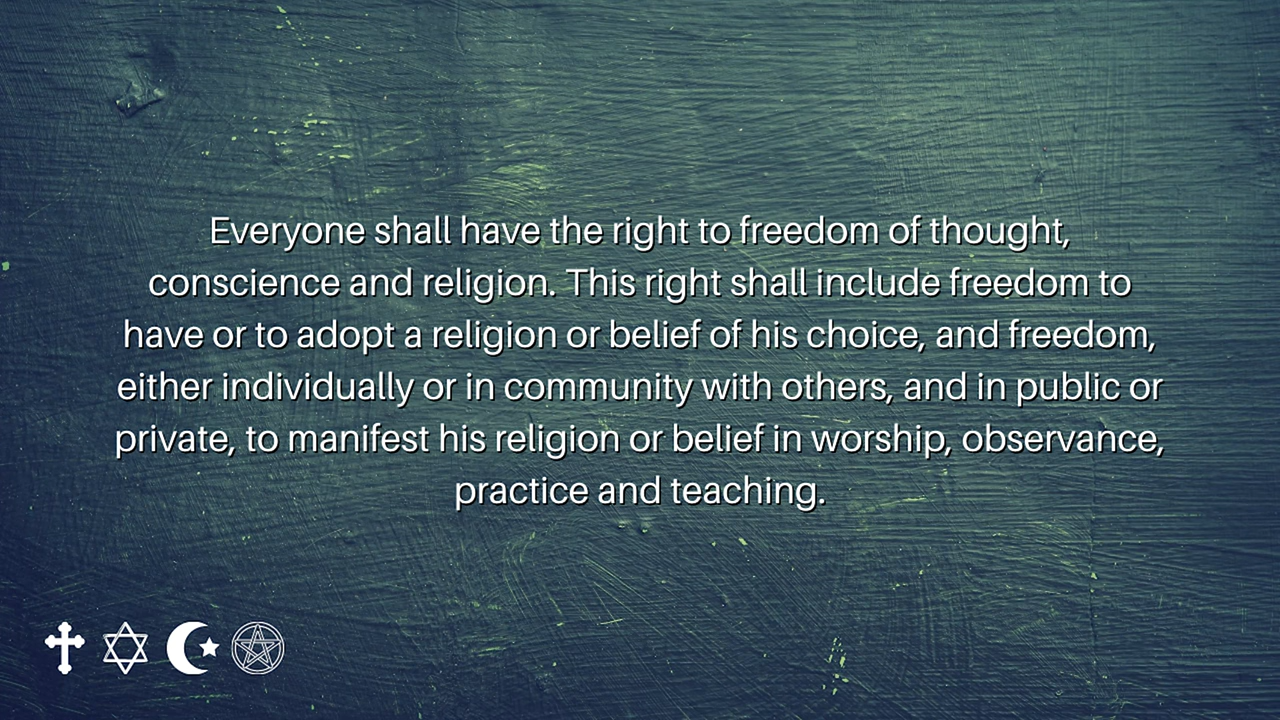 Everyone shall have the right to freedom of thought,
conscience and religion. This right shall include freedom to
have or to adopt a religion or belief of his choice, and freedom,
either individually or in community with others, and in public or
private, to manifest his religion or belief in worship, observance,
practice and teaching.